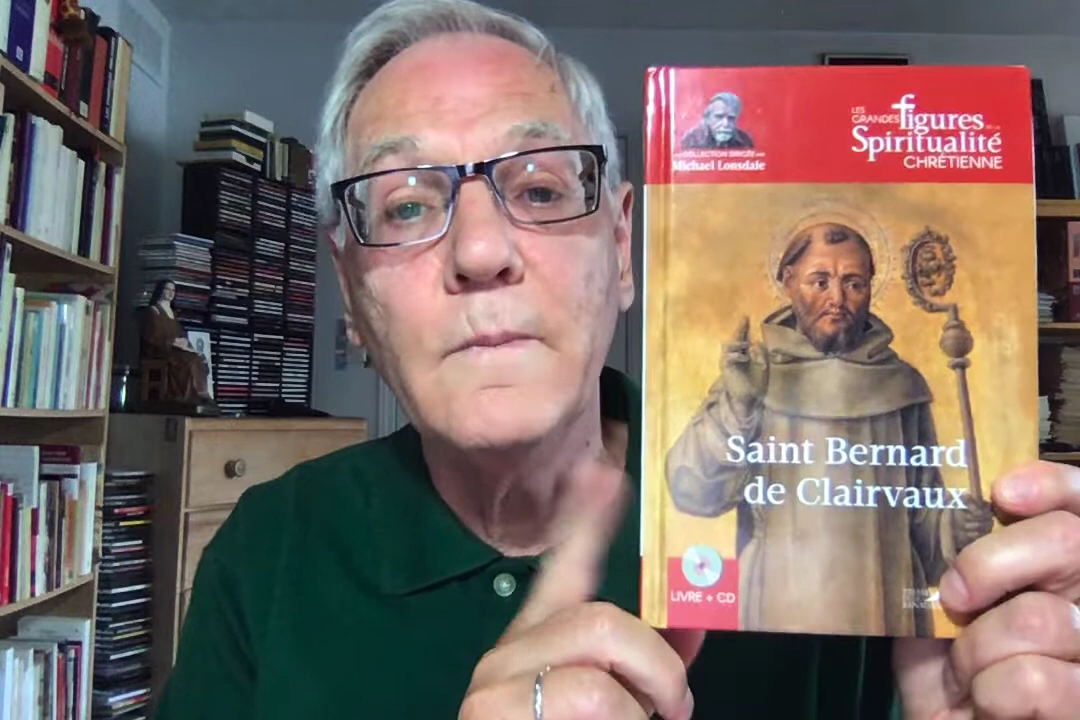 LES
GRANDES figures DE LA
Spiritualité
CHRÉTIENNE
COLLECTION DIRIGÉE PAR
Michael Lonsdale
Saint Bernard
de Clairvaux
LIVRE + CD